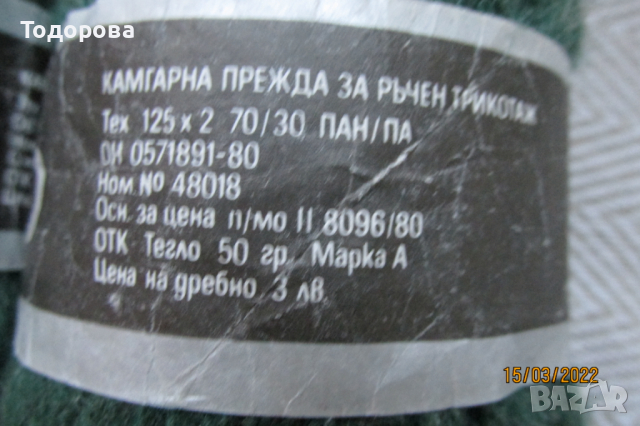 Тодорова
КАМГАРНА ПРЕЖДА ЗА РЪЧЕН ТРИКОТАЖ
Тех 125 x 2 70/30 ПАН/ПА
ОН 0571891-80
Ном. № 48018
Осн. за цена п/мо II 8096/80
ОТК Тегло 50 гр. Марка А
Цена на дребно 3 лв
15/03/2022
BAZAR